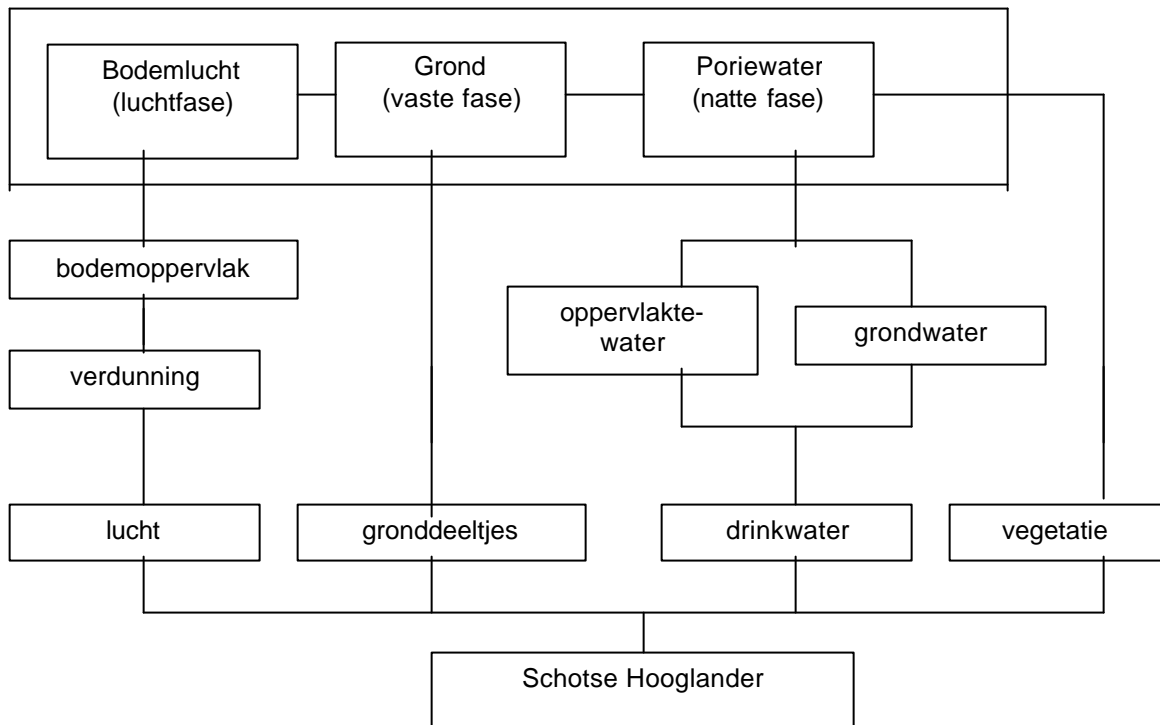 Bodemlucht
(luchtfase)
Grond
(vaste fase)
Poriewater
(natte fase)
bodemoppervlak
oppervlakte-
water
grondwater
verdunning
lucht
gronddeeltjes
drinkwater
vegetatie
Schotse Hooglander